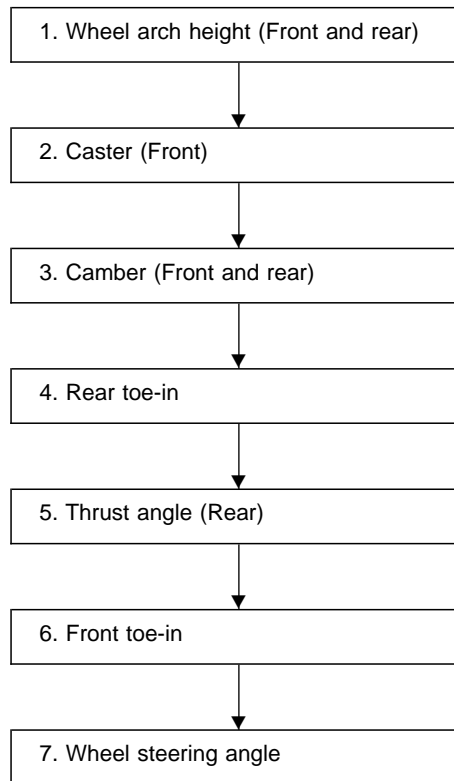 1. Wheel arch height (Front and rear)
2. Caster (Front)
3. Camber (Front and rear)
4. Rear toe-in
5. Thrust angle (Rear)
6. Front toe-in
7. Wheel steering angle